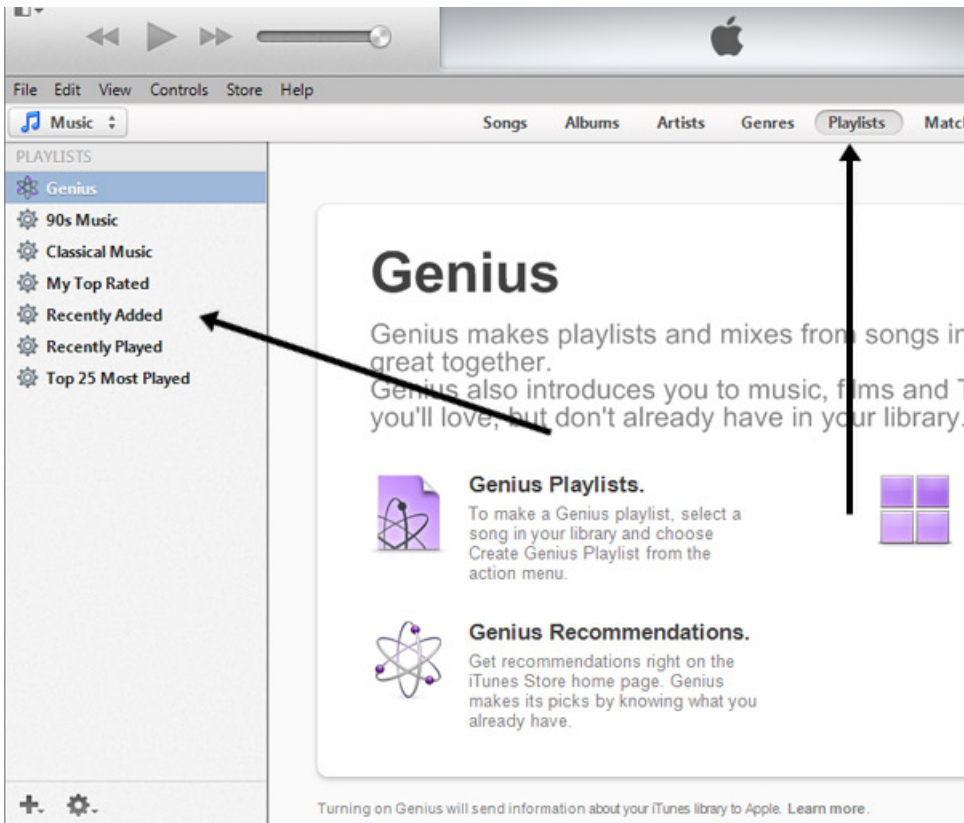 File Edit View Controls Store Help
Music
Songs Albums Artists Genres Playlists
PLAYLISTS
Genius
90s Music
Classical Music
My Top Rated
Recently Added
Recently Played
Top 25 Most Played
Genius
Genius makes playlists and mixes from songs in
great together.
Genius also introduces you to music, films and T
you'll love, but don't already have in your library.
Genius Playlists.
To make a Genius playlist, select a
song in your library and choose
Create Genius Playlist from the
action menu.
Genius Recommendations.
Get recommendations right on the
iTunes Store home page. Genius
makes its picks by knowing what you
already have.
Turning on Genius will send information about your iTunes library to Apple. Learn more.